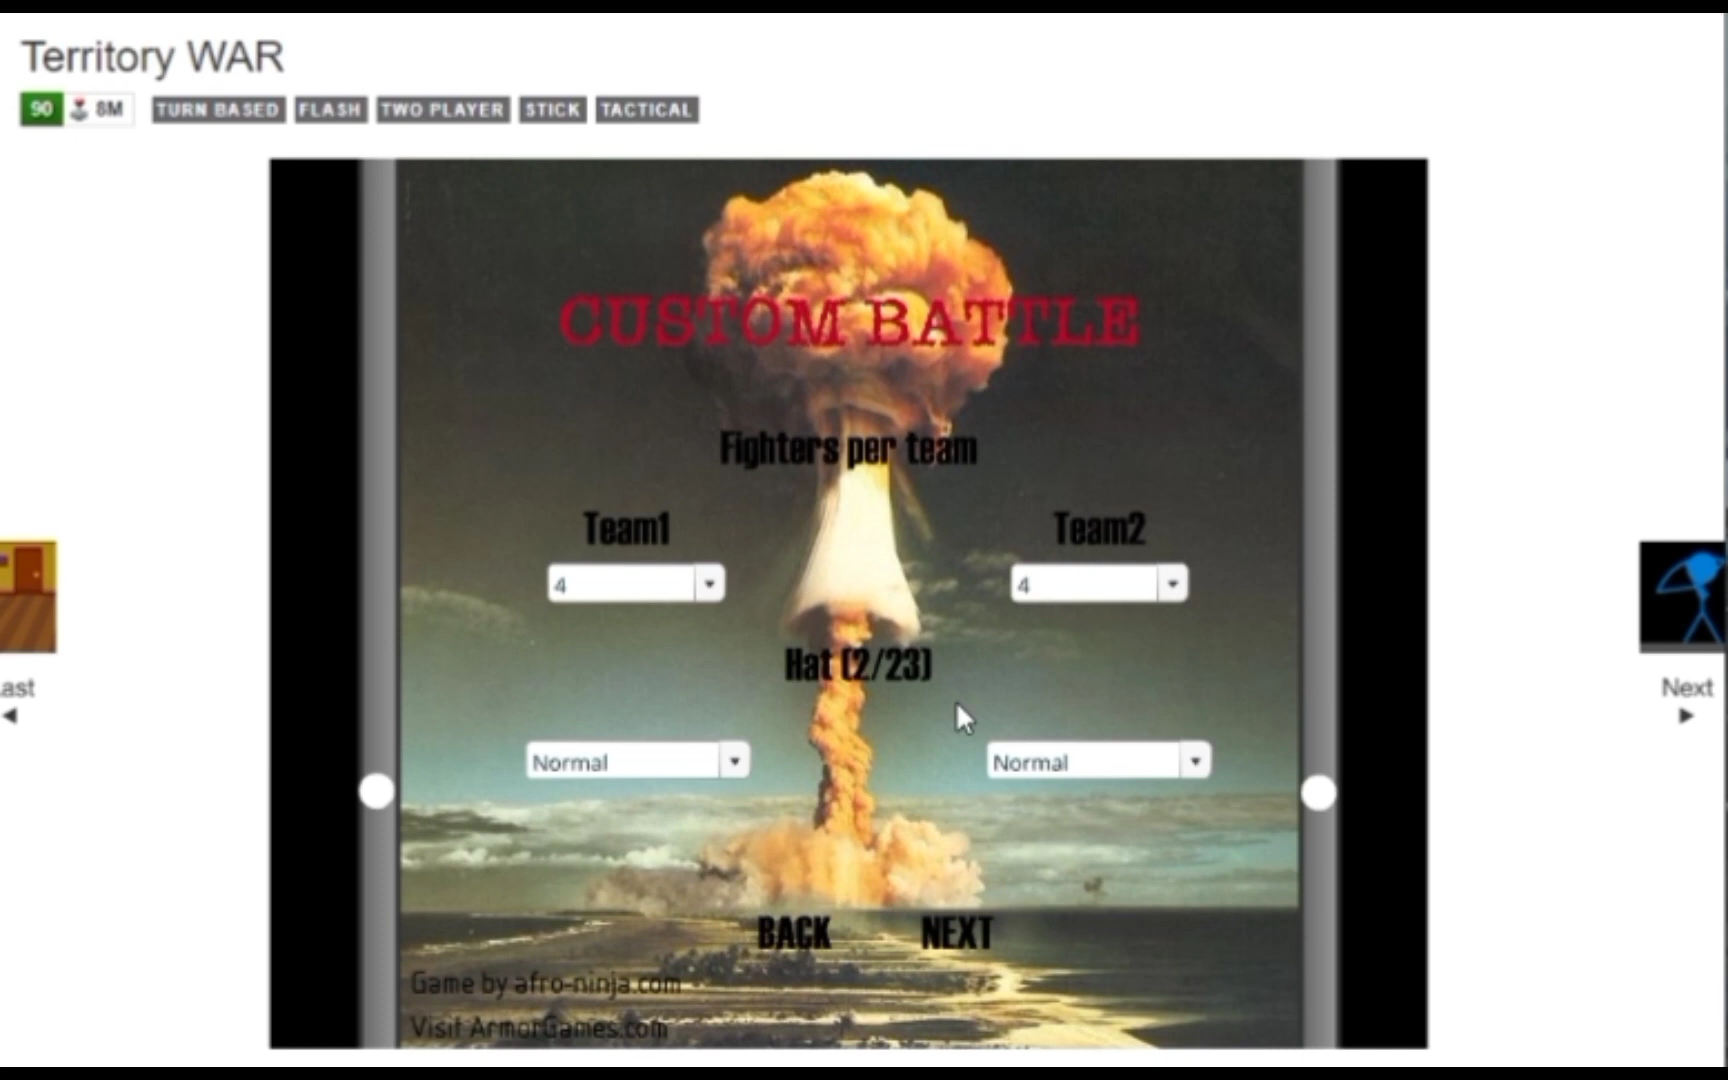 Territory WAR
90 8M TURN BASED FLASH TWO PLAYER STICK TACTICAL
CUSTOM BATTLE
Fighters per team
Team1 Team2
4 4
Hat (2/23)
Normal Normal
ast Next
BACK NEXT
Game by afro-ninja.com
Visit ArmorGames.com